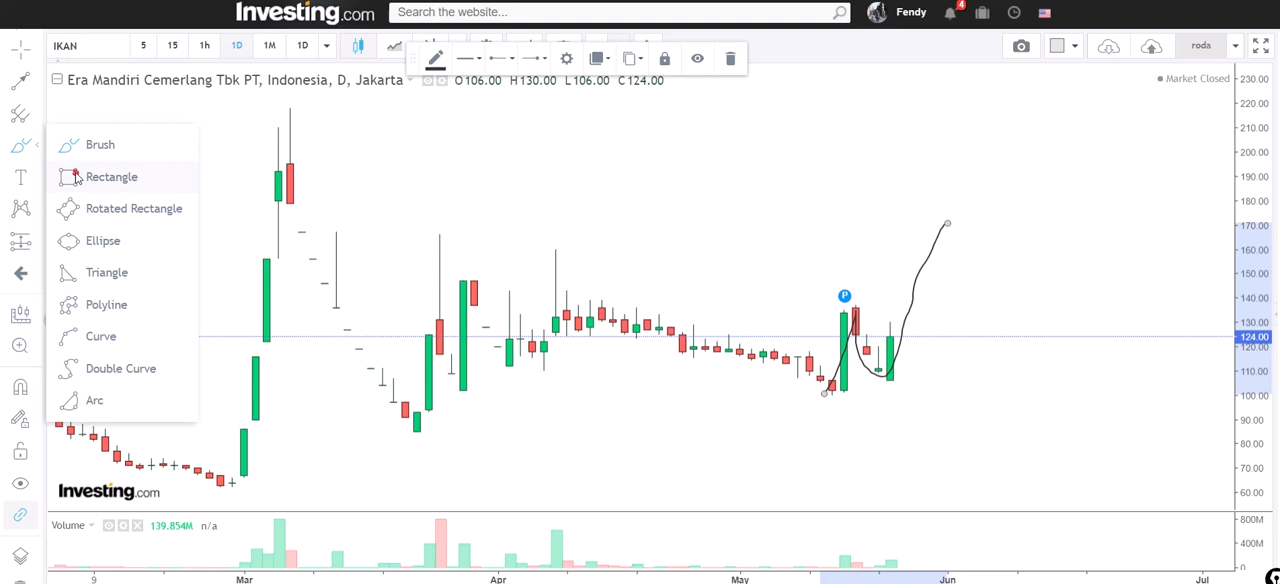 Investing.com
Search the website...
Fendy
4
IKAN 5 15 1h 1D 1M 1D
roda
Era Mandiri Cemerlang Tbk PT, Indonesia, D, Jakarta O106.00 H130.00 L106.00 C124.00
Market Closed
230.00
220.00
210.00
200.00
190.00
180.00
170.00
160.00
150.00
140.00
130.00
124.00
120.00
110.00
100.00
90.00
80.00
70.00
60.00
Brush
Rectangle
Rotated Rectangle
Ellipse
Triangle
Polyline
Curve
Double Curve
Arc
T
P
Investing.com
Volume 139.854M n/a
800M
400M
0
9 Mar Apr May Jun Jul